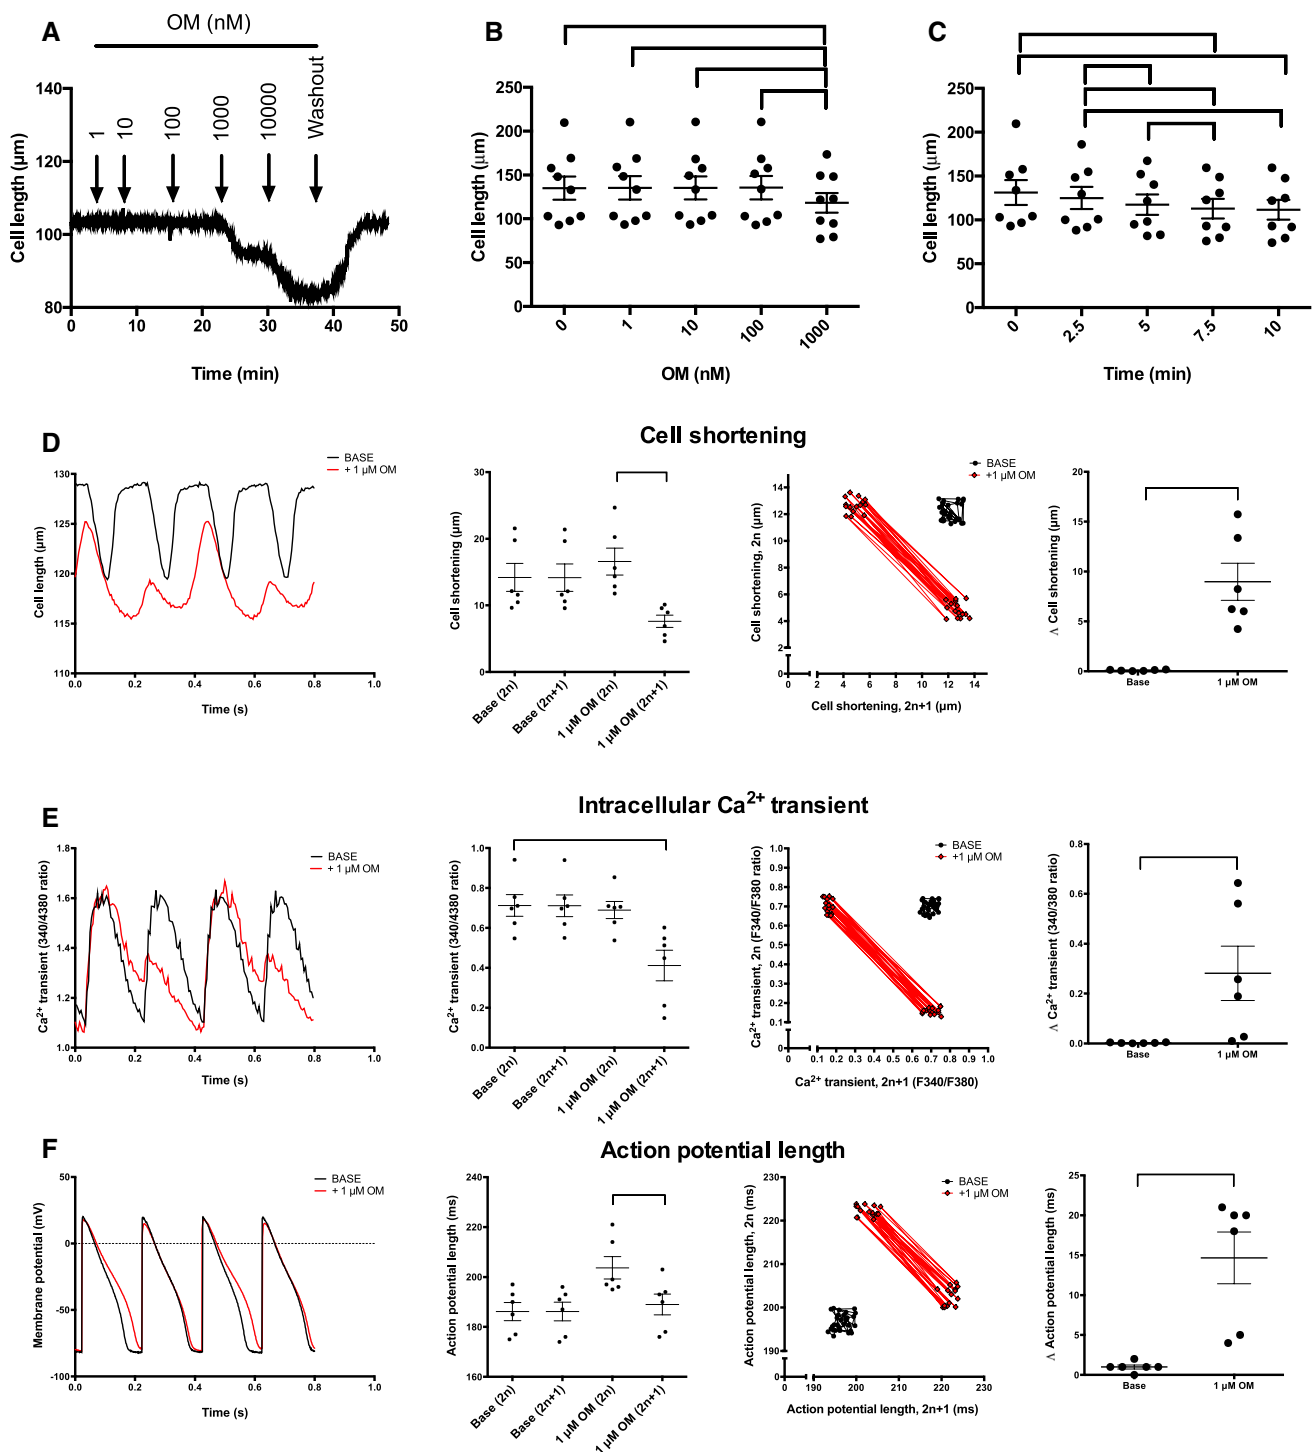 A
OM (nM)
1
10
100
1000
10000
Washout
Cell length (µm)
140
120
100
80
0 10 20 30 40 50
Time (min)
B
Cell length (µm)
250
200
150
100
50
0
0 1 10 100 1000
OM (nM)
C
Cell length (µm)
250
200
150
100
50
0
0 2.5 5 7.5 10
Time (min)
D
Cell shortening
BASE
+ 1 µM OM
Cell length (µm)
130
125
120
115
110
0.0 0.2 0.4 0.6 0.8 1.0
Time (s)
Cell shortening (µm)
30
20
10
0
Base (2n)
Base (2n+1)
1 µM OM (2n)
1 µM OM (2n+1)
BASE
+1 µM OM
Cell shortening, 2n (µm)
14
12
10
8
6
4
2
0
0 2 4 6 8 10 12 14
Cell shortening, 2n+1 (µm)
Λ Cell shortening (µm)
20
15
10
5
0
Base 1 µM OM
E
Intracellular Ca²⁺ transient
BASE
+ 1 µM OM
Ca²⁺ transient (340/4380 ratio)
1.8
1.6
1.4
1.2
1.0
0.0 0.2 0.4 0.6 0.8 1.0
Time (s)
Ca²⁺ transient (340/4380 ratio)
1.0
0.8
0.6
0.4
0.2
0.0
Base (2n)
Base (2n+1)
1 µM OM (2n)
1 µM OM (2n+1)
BASE
+1 µM OM
Ca²⁺ transient, 2n (F340/F380 ratio)
1.0
0.9
0.8
0.7
0.6
0.5
0.4
0.3
0.2
0.1
0
0 0.1 0.2 0.3 0.4 0.5 0.6 0.7 0.8 0.9 1.0
Ca²⁺ transient, 2n+1 (F340/F380)
Λ Ca²⁺ transient (340/380 ratio)
0.8
0.6
0.4
0.2
0.0
Base 1 µM OM
F
Action potential length
BASE
+ 1 µM OM
Membrane potential (mV)
50
0
-50
-100
0.0 0.2 0.4 0.6 0.8 1.0
Time (s)
Action potential length (ms)
240
220
200
180
160
Base (2n)
Base (2n+1)
1 µM OM (2n)
1 µM OM (2n+1)
BASE
+1 µM OM
Action potential length, 2n (ms)
230
220
210
200
190
0
0 190 200 210 220 230
Action potential length, 2n+1 (ms)
Λ Action potential length (ms)
25
20
15
10
5
0
Base 1 µM OM